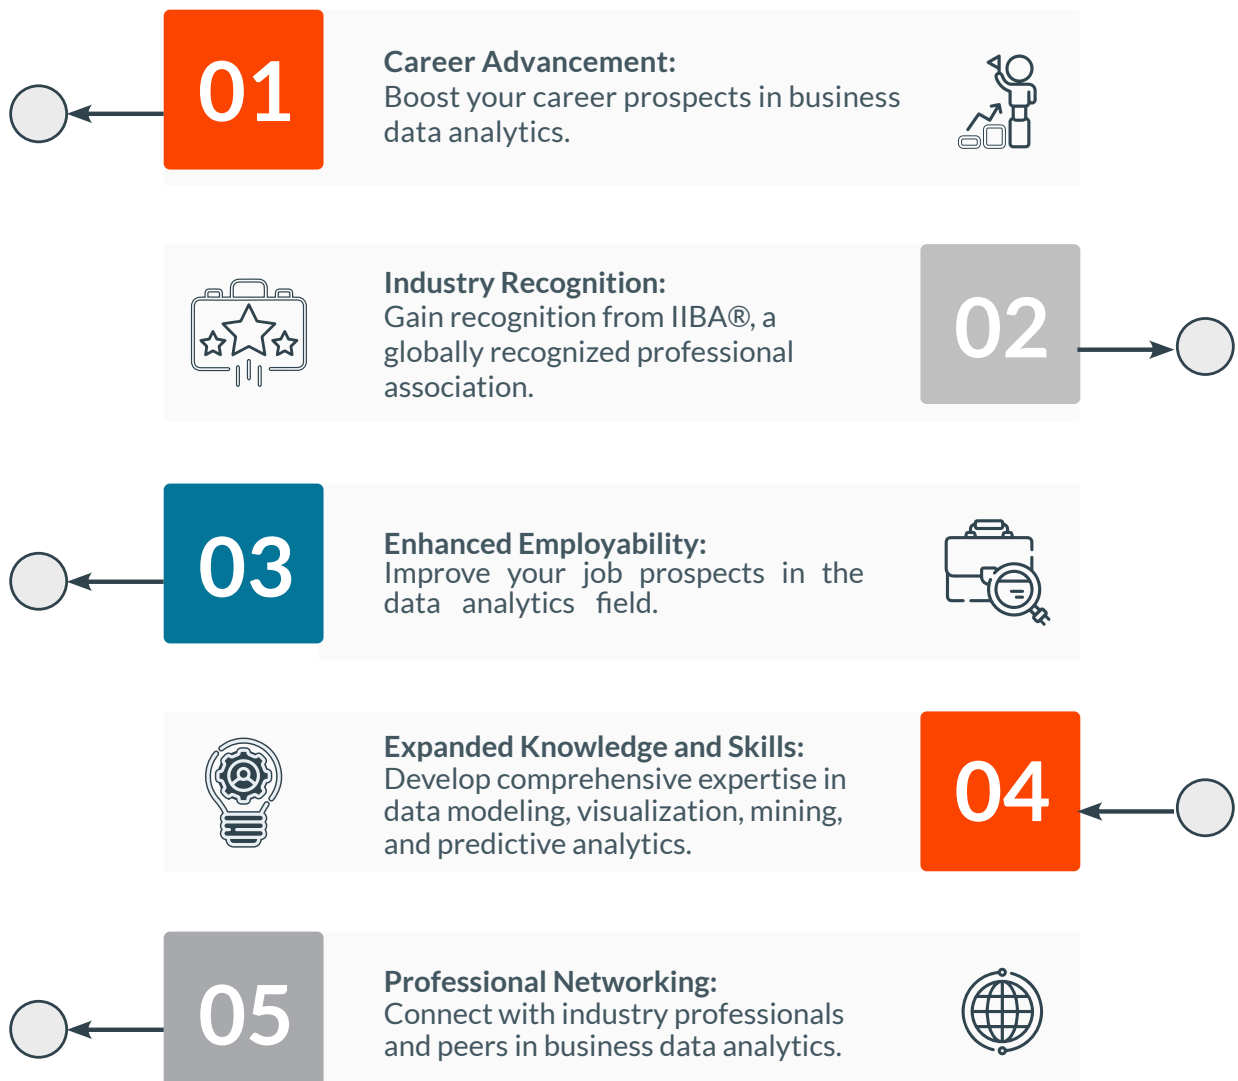 01
Career Advancement:
Boost your career prospects in business
data analytics.
Industry Recognition:
Gain recognition from IIBA®, a
globally recognized professional
association.
02
03
Enhanced Employability:
Improve your job prospects in the
data analytics field.
Expanded Knowledge and Skills:
Develop comprehensive expertise in
data modeling, visualization, mining,
and predictive analytics.
04
05
Professional Networking:
Connect with industry professionals
and peers in business data analytics.